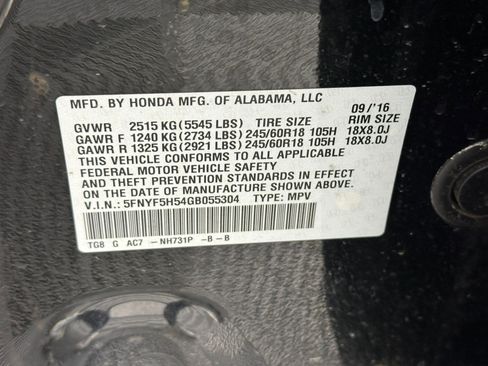 MFD. BY HONDA MFG. OF ALABAMA, LLC 09/'16
GVWR 2515 KG (5545 LBS) TIRE SIZE RIM SIZE
GAWR F 1240 KG (2734 LBS) 245/60R18 105H 18X8.0J
GAWR R 1325 KG (2921 LBS) 245/60R18 105H 18X8.0J
THIS VEHICLE CONFORMS TO ALL APPLICABLE
FEDERAL MOTOR VEHICLE SAFETY AND
THEFT PREVENTION STANDARDS IN EFFECT ON
THE DATE OF MANUFACTURE SHOWN ABOVE.
V.I.N.: 5FNYF5H54GB055304 TYPE: MPV
TG8 G AC7 -NH731P -B-B